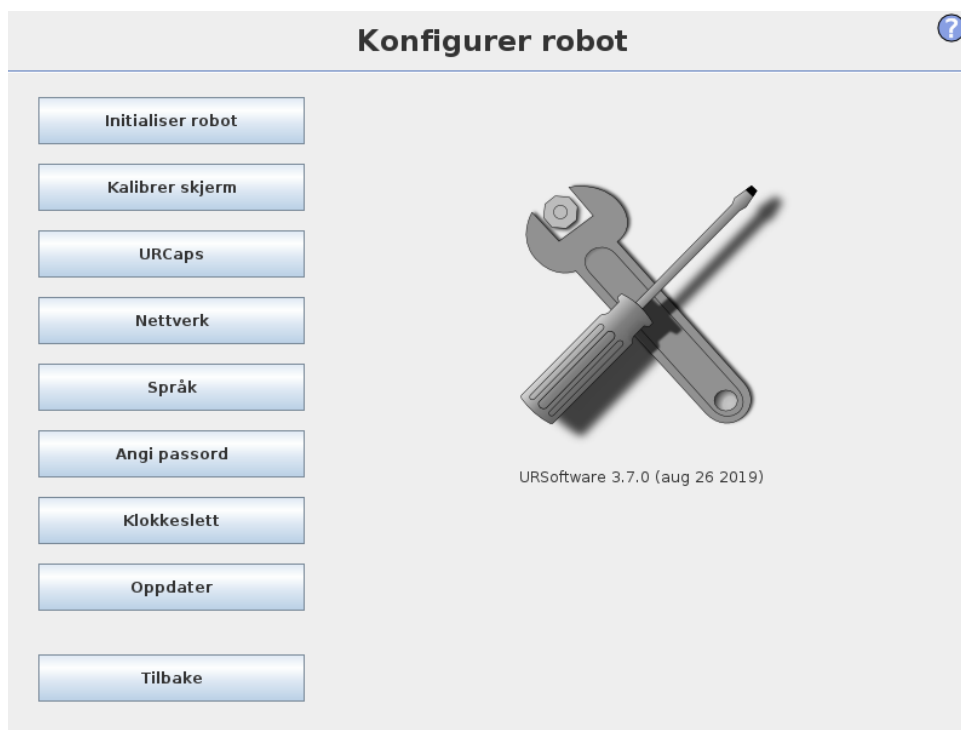 Konfigurer robot
?
Initialiser robot
Kalibrer skjerm
URCaps
Nettverk
Språk
Angi passord
Klokkeslett
Oppdater
Tilbake
URSoftware 3.7.0 (aug 26 2019)